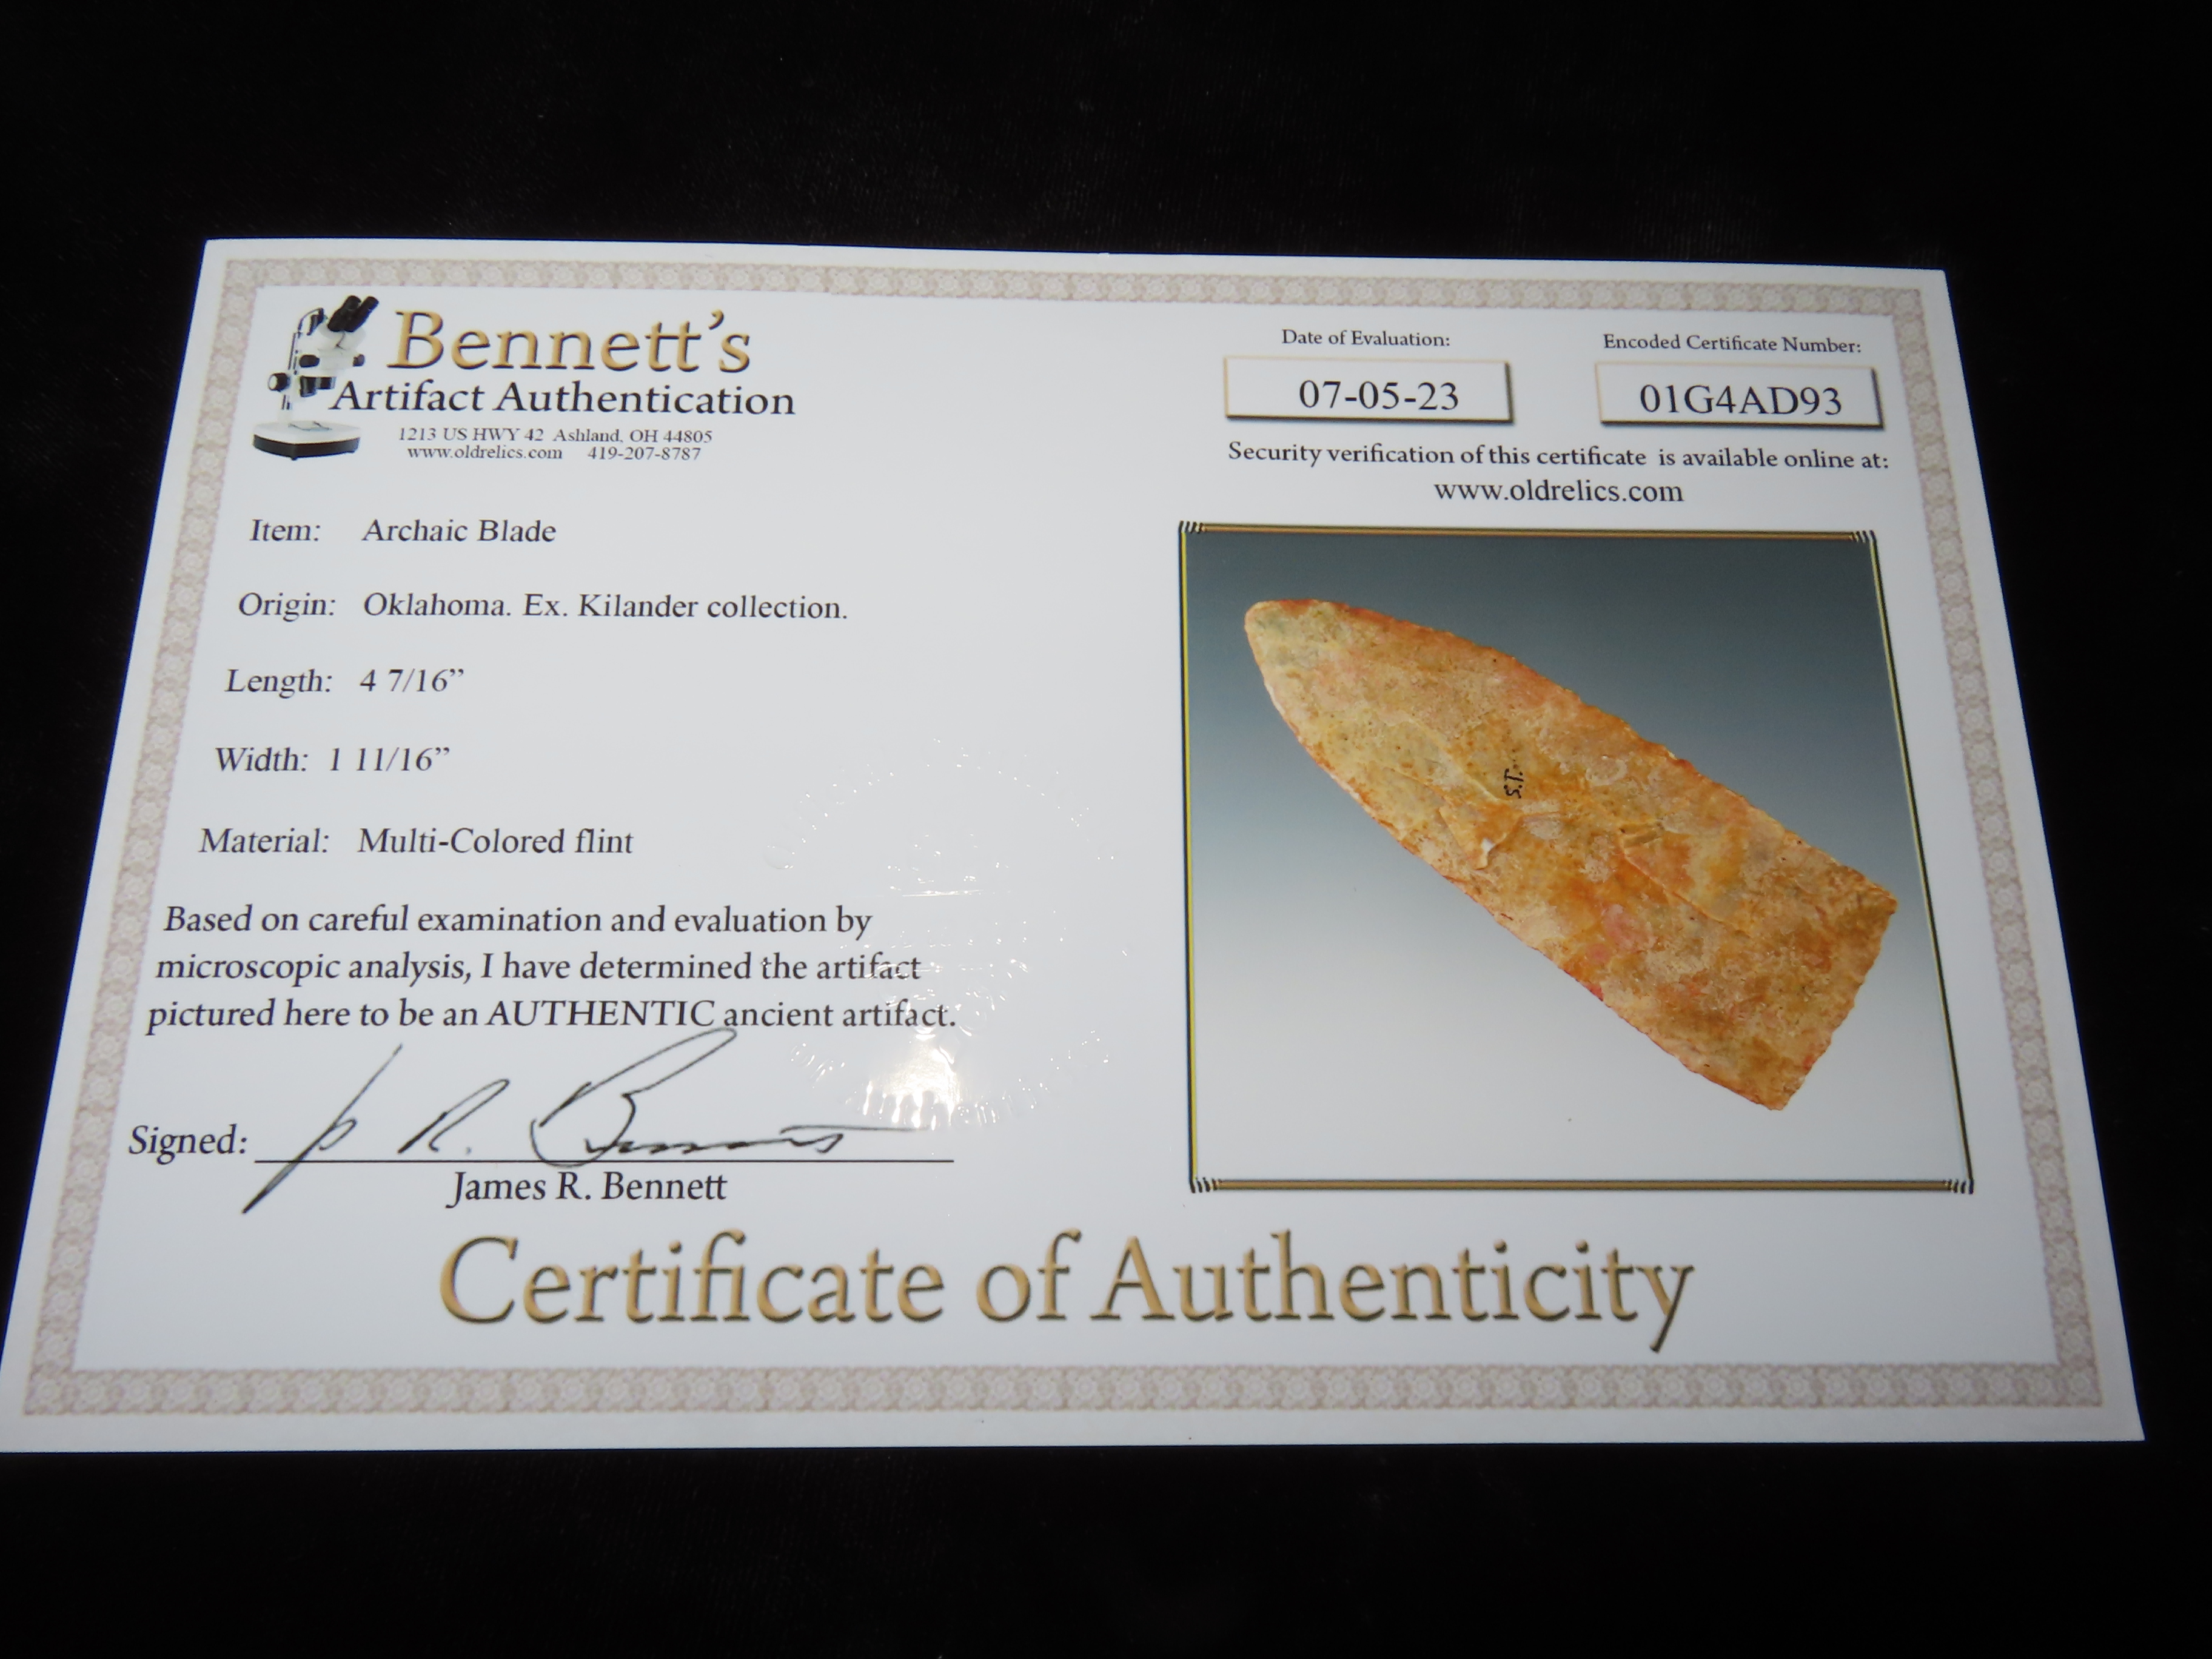 Bennett's
Artifact Authentication
1213 US HWY 42 Ashland, OH 44805
www.oldrelics.com 419-207-8787
Date of Evaluation:
07-05-23
Encoded Certificate Number:
01G4AD93
Security verification of this certificate is available online at:
www.oldrelics.com
Item: Archaic Blade
Origin: Oklahoma. Ex. Kilander collection.
Length: 4 7/16”
Width: 1 11/16”
Material: Multi-Colored flint
Based on careful examination and evaluation by
microscopic analysis, I have determined the artifact
pictured here to be an AUTHENTIC ancient artifact.
Signed:
James R. Bennett
Certificate of Authenticity